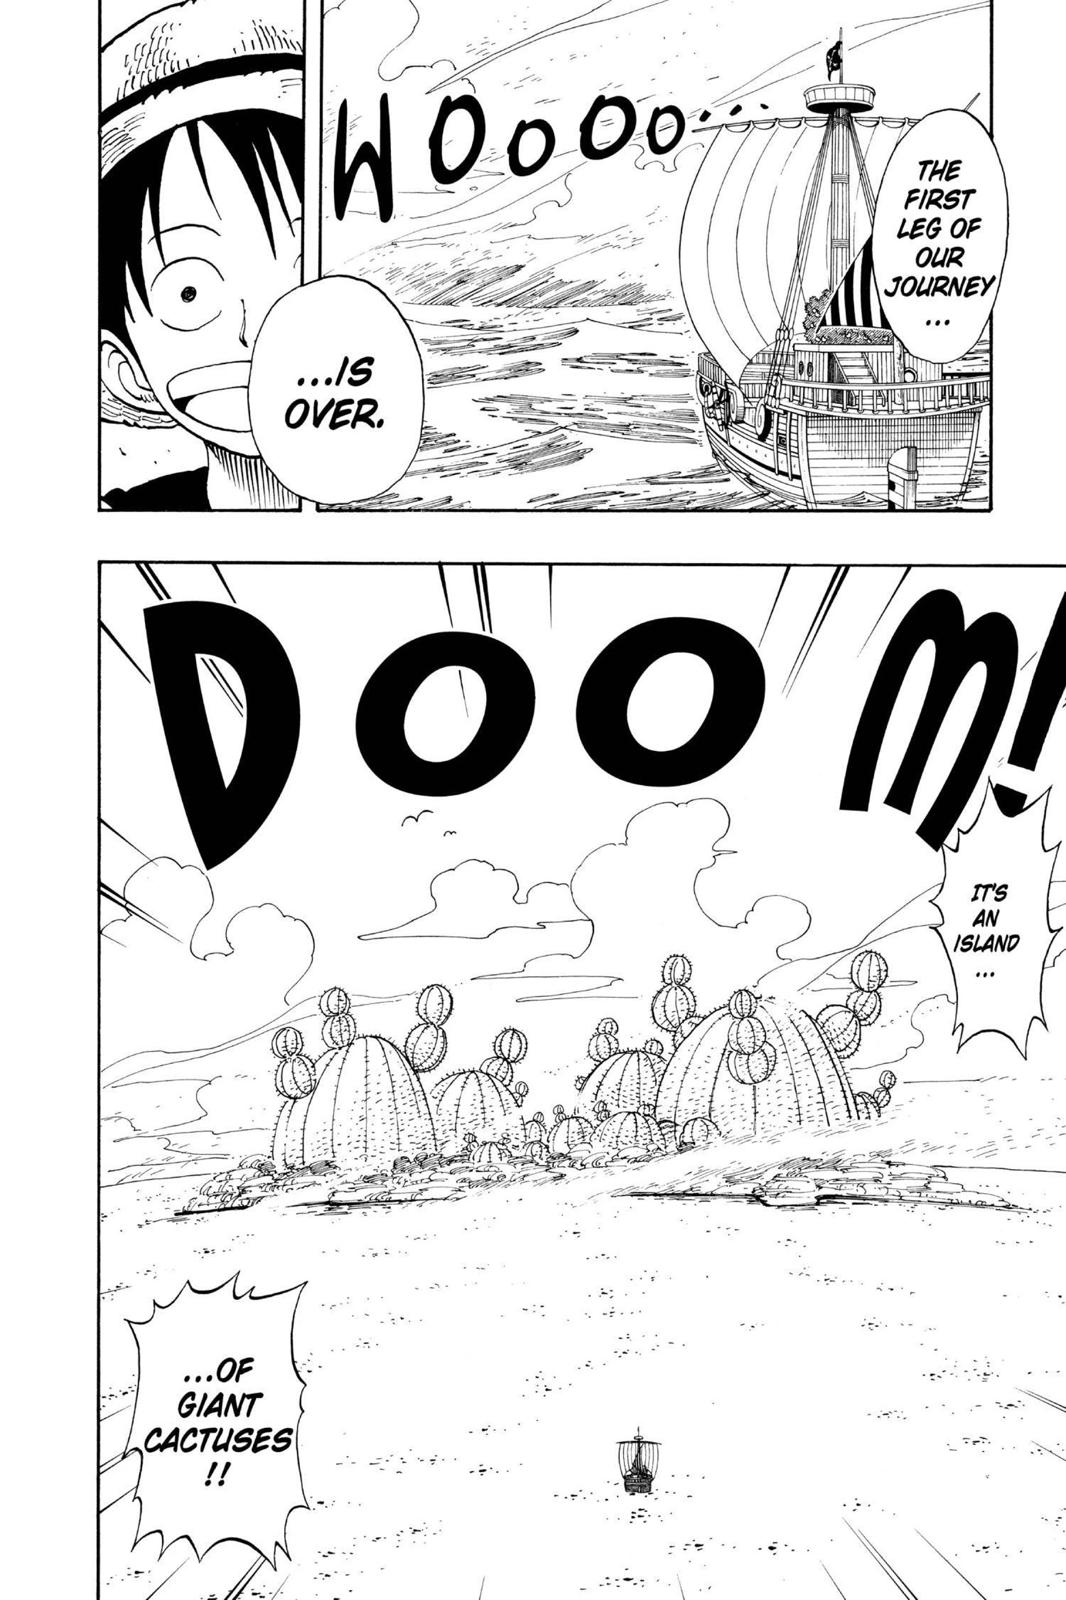 WOOOO...
THE
FIRST
LEG OF
OUR
JOURNEY
...
...IS
OVER.
DOOM!
IT'S
AN
ISLAND
...
...OF
GIANT
CACTUSES
!!